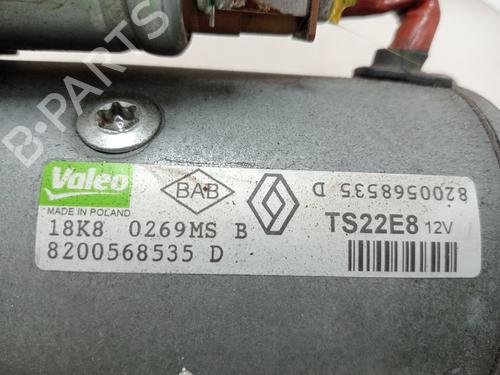 B-PARTS
Valeo
MADE IN POLAND
BAB
8200568535 D
18K8 0269MS B
TS22E8 12V
8200568535 D